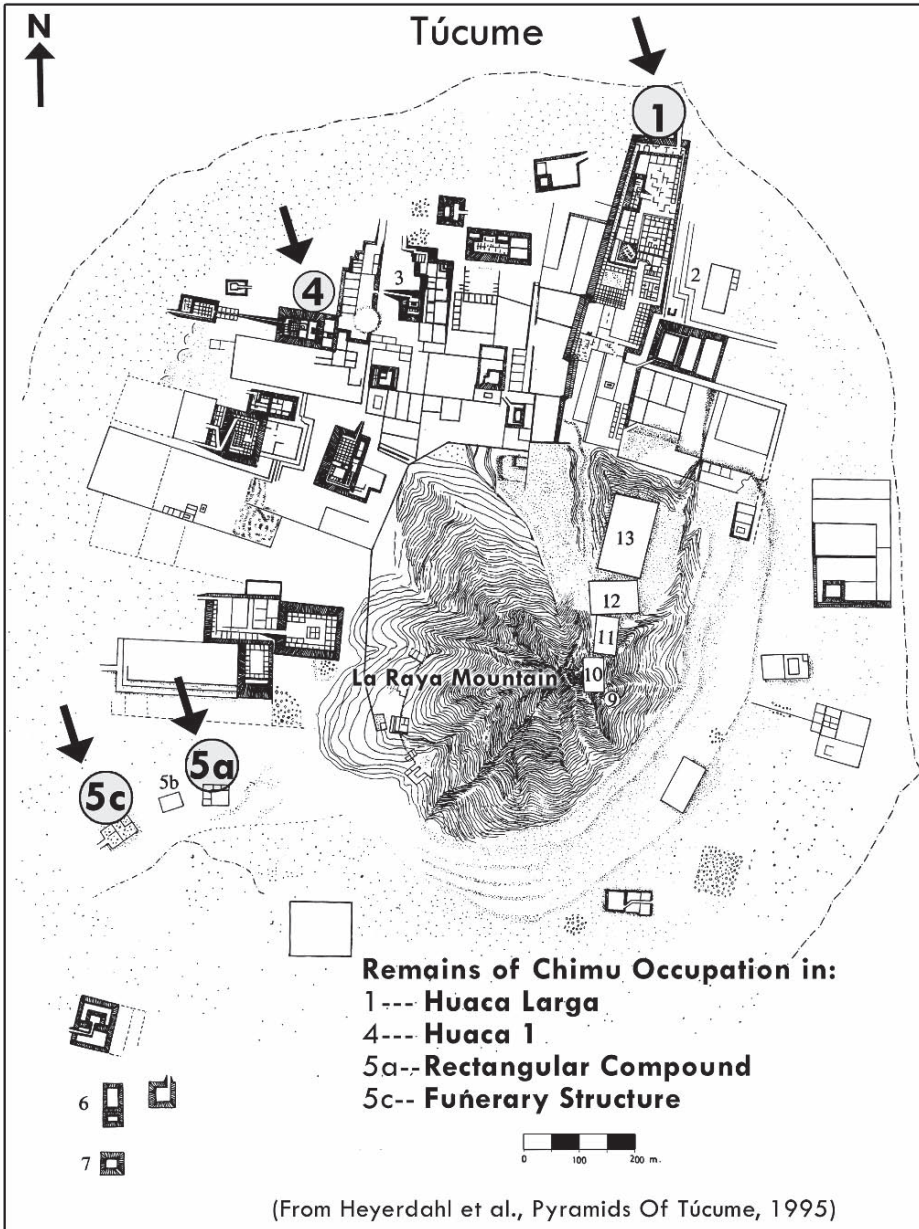 N
Túcume
1
4
3
2
13
12
11
La Raya Mountain
10
9
5a
5b
5c
Remains of Chimu Occupation in:
1--- Huaca Larga
4--- Huaca 1
5a-- Rectangular Compound
5c-- Funerary Structure
6
7
0 100 200 m.
(From Heyerdahl et al., Pyramids Of Túcume, 1995)